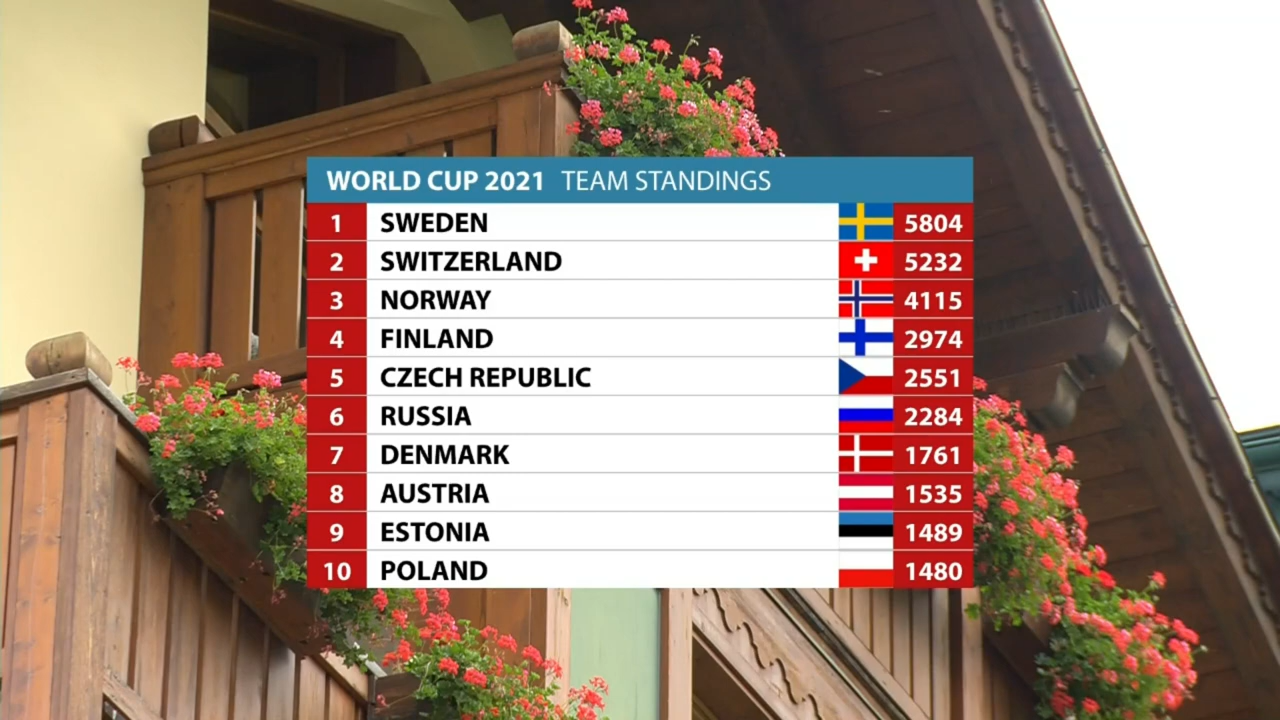 WORLD CUP 2021 TEAM STANDINGS
1 SWEDEN 5804
2 SWITZERLAND 5232
3 NORWAY 4115
4 FINLAND 2974
5 CZECH REPUBLIC 2551
6 RUSSIA 2284
7 DENMARK 1761
8 AUSTRIA 1535
9 ESTONIA 1489
10 POLAND 1480